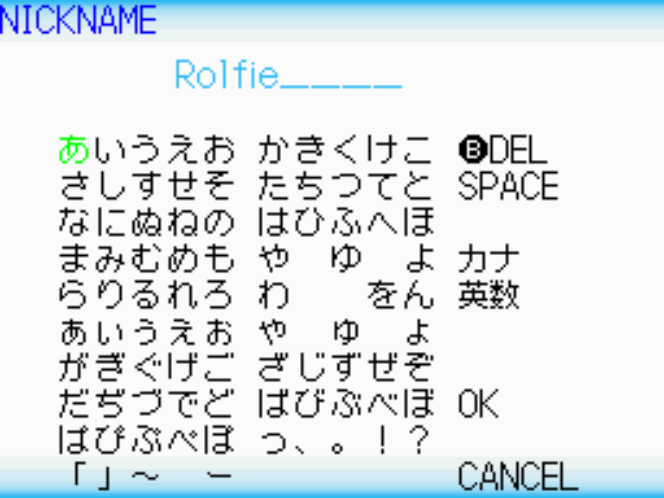 NICKNAME
Rolfie____
あいうえお かきくけこ ⒷDEL
さしすせそ たちつてと SPACE
なにぬねの はひふへほ
まみむめも や ゆ よ カナ
らりるれろ わ をん 英数
ぁぃぅぇぉ ゃ ゅ ょ
がぎぐげご ざじずぜぞ
だぢづでど ばびぶべぼ OK
ぱぴぷぺぽ っ、。！？
「」～ ー CANCEL